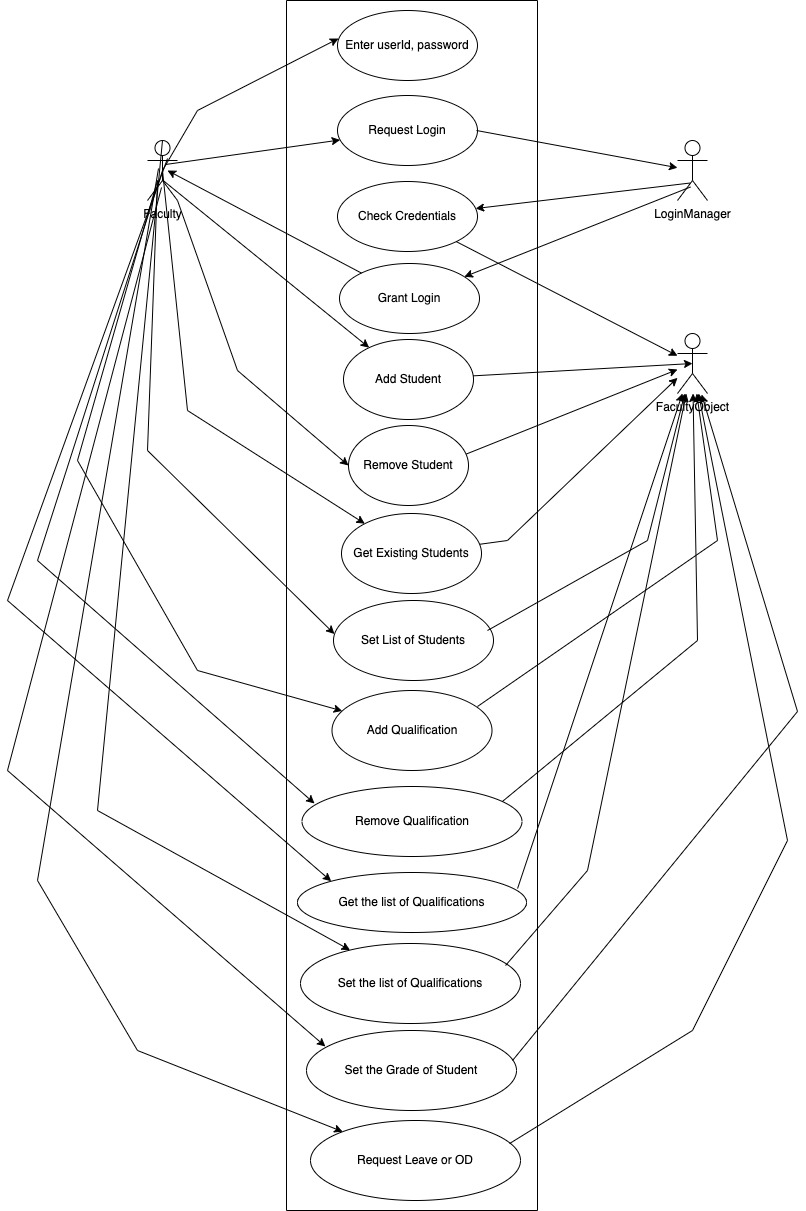 Enter userId, password
Request Login
Faculty
Check Credentials
LoginManager
Grant Login
Add Student
FacultyObject
Remove Student
Get Existing Students
Set List of Students
Add Qualification
Remove Qualification
Get the list of Qualifications
Set the list of Qualifications
Set the Grade of Student
Request Leave or OD